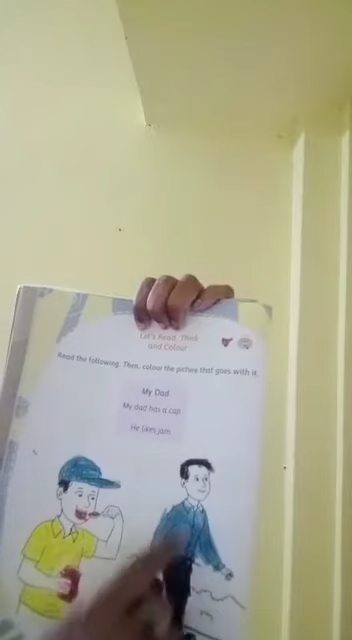 Let's Read, Think
and Colour
Read the following. Then, colour the picture that goes with it.
My Dad
My dad has a cap
He likes jam